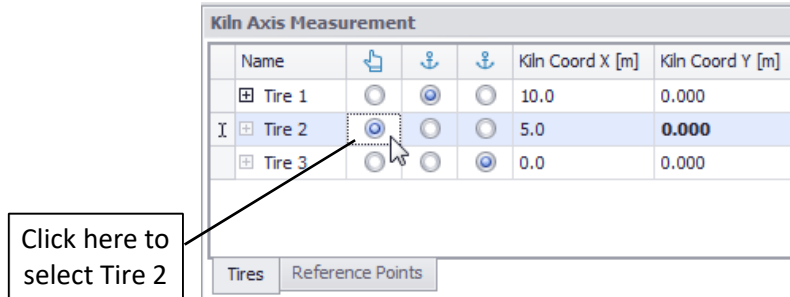 Kiln Axis Measurement
Name Kiln Coord X [m] Kiln Coord Y [m]
Tire 1 10.0 0.000
Tire 2 5.0 0.000
Tire 3 0.0 0.000
Click here to
select Tire 2
Tires Reference Points